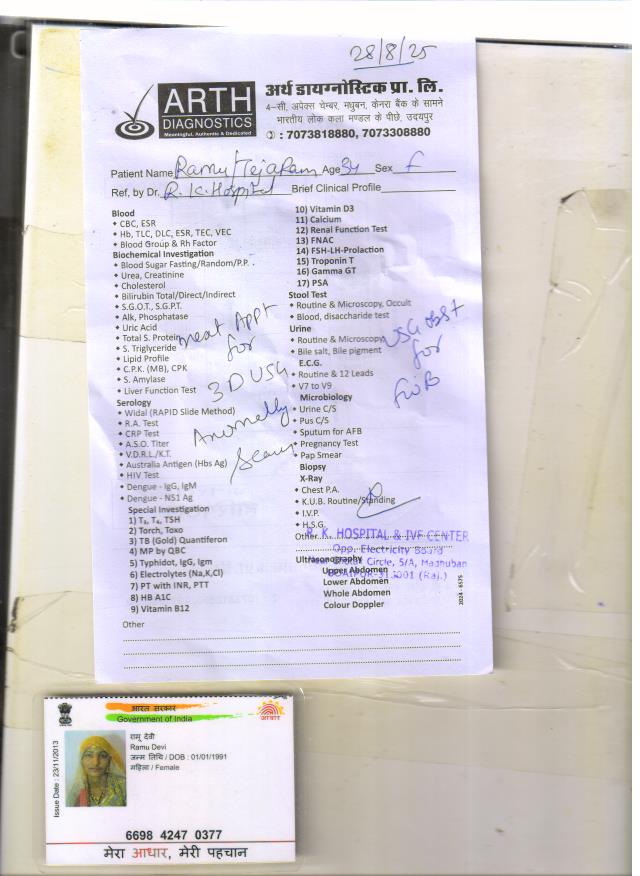 28/8/25
ARTH
DIAGNOSTICS
Meaningful, Authentic & Dedicated
अर्थ डायग्नोस्टिक प्रा. लि.
4-सी, अपेक्स चेम्बर, मधुबन, केनरा बैंक के सामने
भारतीय लोक कला मण्डल के पीछे, उदयपुर
: 7073818880, 7073308880
Patient Name Ramu/Tejaram Age 34 Sex F
Ref, by Dr. R.K. Hospital Brief Clinical Profile
Blood
CBC, ESR
Hb, TLC, DLC, ESR, TEC, VEC
Blood Group & Rh Factor
Biochemical Investigation
Blood Sugar Fasting/Random/P.P.
Urea, Creatinine
Cholesterol
Bilirubin Total/Direct/Indirect
S.G.O.T., S.G.P.T.
Alk, Phosphatase
Uric Acid
Total S. Protein
S. Triglyceride
Lipid Profile
C.P.K. (MB), CPK
S. Amylase
Liver Function Test
Serology
Widal (RAPID Slide Method)
R.A. Test
CRP Test
A.S.O. Titer
V.D.R.L./K.T.
Australia Antigen (Hbs Ag)
HIV Test
Dengue - IgG, IgM
Dengue - NS1 Ag
Special Investigation
1) T₃, T₄, TSH
2) Torch, Toxo
3) TB (Gold) Quantiferon
4) MP by QBC
5) Typhidot, IgG, Igm
6) Electrolytes (Na,K,Cl)
7) PT with INR, PTT
8) HB A1C
9) Vitamin B12
Appt
for
3D USG
Anomelly
Scan
10) Vitamin D3
11) Calcium
12) Renal Function Test
13) FNAC
14) FSH-LH-Prolaction
15) Troponin T
16) Gamma GT
17) PSA
Stool Test
Routine & Microscopy, Occult
Blood, disaccharide test
Urine
Routine & Microscopy
Bile salt, Bile pigment
E.C.G.
Routine & 12 Leads
V7 to V9
Microbiology
Urine C/S
Pus C/S
Sputum for AFB
Pregnancy Test
Pap Smear
Biopsy
X-Ray
Chest P.A.
K.U.B. Routine/Standing
I.V.P.
H.S.G.
Other
USG obst
for
FWB
R. K. HOSPITAL & IVF CENTER
Opp. Electricity Board
Circle, 5/A, Madhuban
UDAIPUR-313001 (Raj.)
Ultrasonography
Upper Abdomen
Lower Abdomen
Whole Abdomen
Colour Doppler
Other
भारत सरकार
Government of India
आधार
Issue Date : 23/11/2013
रामू देवी
Ramu Devi
जन्म तिथि / DOB : 01/01/1991
महिला / Female
6698 4247 0377
मेरा आधार, मेरी पहचान